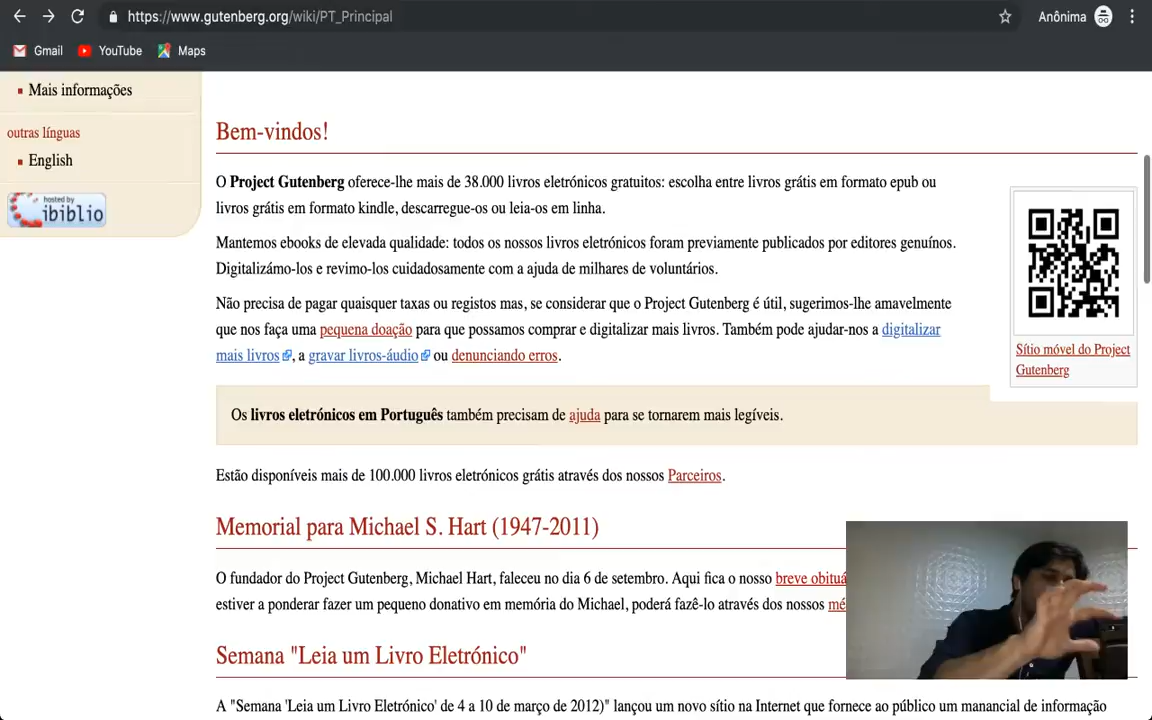 https://www.gutenberg.org/wiki/PT_Principal
Anônima
Gmail
YouTube
Maps
Mais informações
outras línguas
English
hosted by
ibiblio
Bem-vindos!
O Project Gutenberg oferece-lhe mais de 38.000 livros eletrónicos gratuitos: escolha entre livros grátis em formato epub ou
livros grátis em formato kindle, descarregue-os ou leia-os em linha.
Mantemos ebooks de elevada qualidade: todos os nossos livros eletrónicos foram previamente publicados por editores genuínos.
Digitalizámo-los e revimo-los cuidadosamente com a ajuda de milhares de voluntários.
Não precisa de pagar quaisquer taxas ou registos mas, se considerar que o Project Gutenberg é útil, sugerimos-lhe amavelmente
que nos faça uma pequena doação para que possamos comprar e digitalizar mais livros. Também pode ajudar-nos a digitalizar
mais livros, a gravar livros-áudio ou denunciando erros.
Sítio móvel do Project
Gutenberg
Os livros eletrónicos em Português também precisam de ajuda para se tornarem mais legíveis.
Estão disponíveis mais de 100.000 livros eletrónicos grátis através dos nossos Parceiros.
Memorial para Michael S. Hart (1947-2011)
O fundador do Project Gutenberg, Michael Hart, faleceu no dia 6 de setembro. Aqui fica o nosso breve obituá
estiver a ponderar fazer um pequeno donativo em memória do Michael, poderá fazê-lo através dos nossos mé
Semana "Leia um Livro Eletrónico"
A "Semana 'Leia um Livro Eletrónico' de 4 a 10 de março de 2012)" lançou um novo sítio na Internet que fornece ao público um manancial de informação